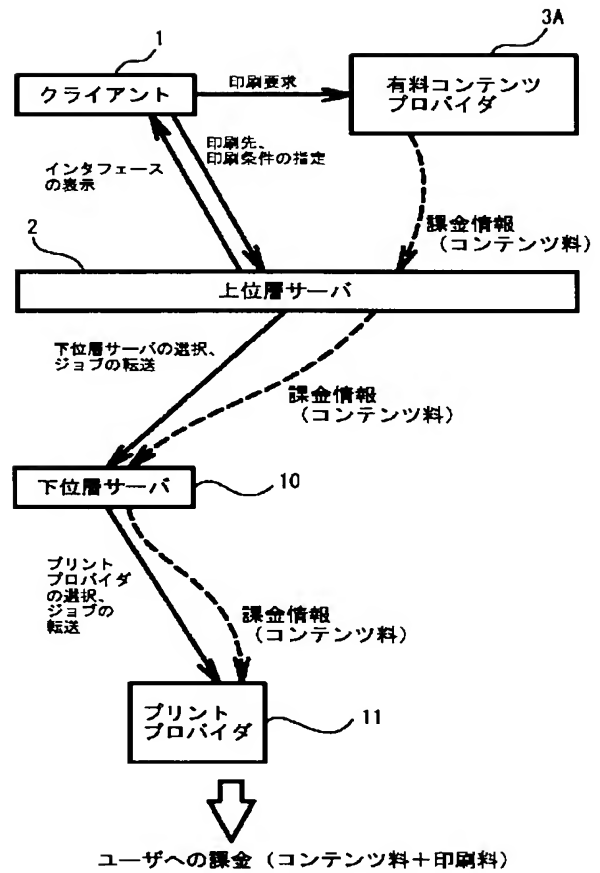 1
3A
クライアント
印刷要求
有料コンテンツ
プロバイダ
インタフェース
の表示
印刷先、
印刷条件の指定
課金情報
(コンテンツ料)
2
上位層サーバ
下位層サーバの選択、
ジョブの転送
課金情報
(コンテンツ料)
下位層サーバ
10
プリント
プロバイダ
の選択、
ジョブの
転送
課金情報
(コンテンツ料)
プリント
プロバイダ
11
ユーザへの課金(コンテンツ料+印刷料)